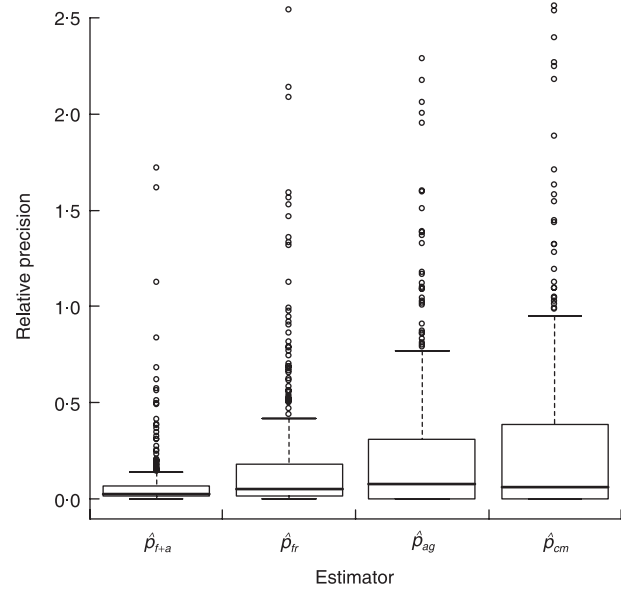 2·5
2·0
1·5
1·0
0·5
0·0
Relative precision
p̂f+a p̂fr p̂ag p̂cm
Estimator